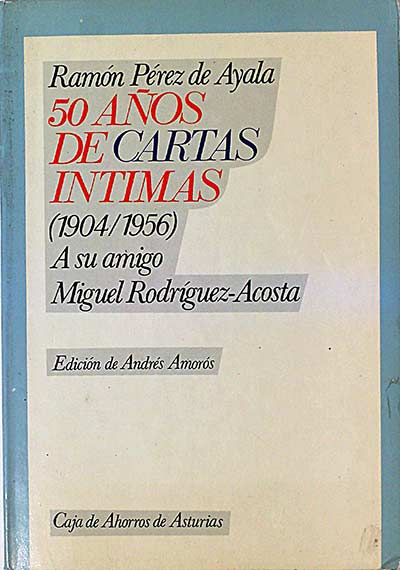 Ramón Pérez de Ayala
50 AÑOS
DE CARTAS
INTIMAS
(1904/1956)
A su amigo
Miguel Rodríguez-Acosta
Edición de Andrés Amorós
Caja de Ahorros de Asturias